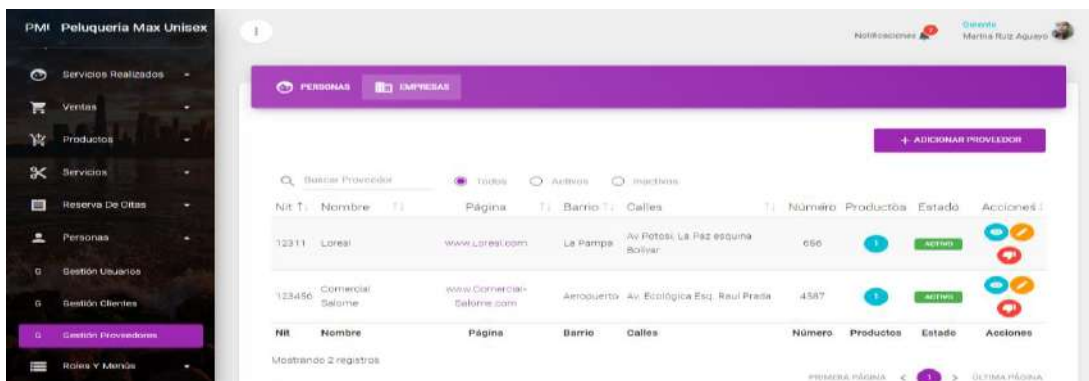 PMU Peluquería Max Unisex
Notificaciones
Gerente
Marina Ruiz Aguayo
Servicios Realizados
Ventas
Productos
Servicios
Reserva De Citas
Personas
G Gestión Usuarios
G Gestión Clientes
G Gestión Proveedores
Roles Y Menús
PERSONAS EMPRESAS
+ ADICIONAR PROVEEDOR
Buscar Proveedor Todos Activos Inactivos
Nit Nombre Página Barrio Calles Número Productos Estado Acciones
12311 Loreal www.Loreal.com La Pampa Av Potosi, La Paz esquina Bolivar 656 1 ACTIVO
123456 Comercial Salome www.Comercial-Salome.com Aeropuerto Av. Ecológica Esq. Raul Prada 4587 1 ACTIVO
Nit Nombre Página Barrio Calles Número Productos Estado Acciones
Mostrando 2 registros
PRIMERA PÁGINA < 1 > ÚLTIMA PÁGINA